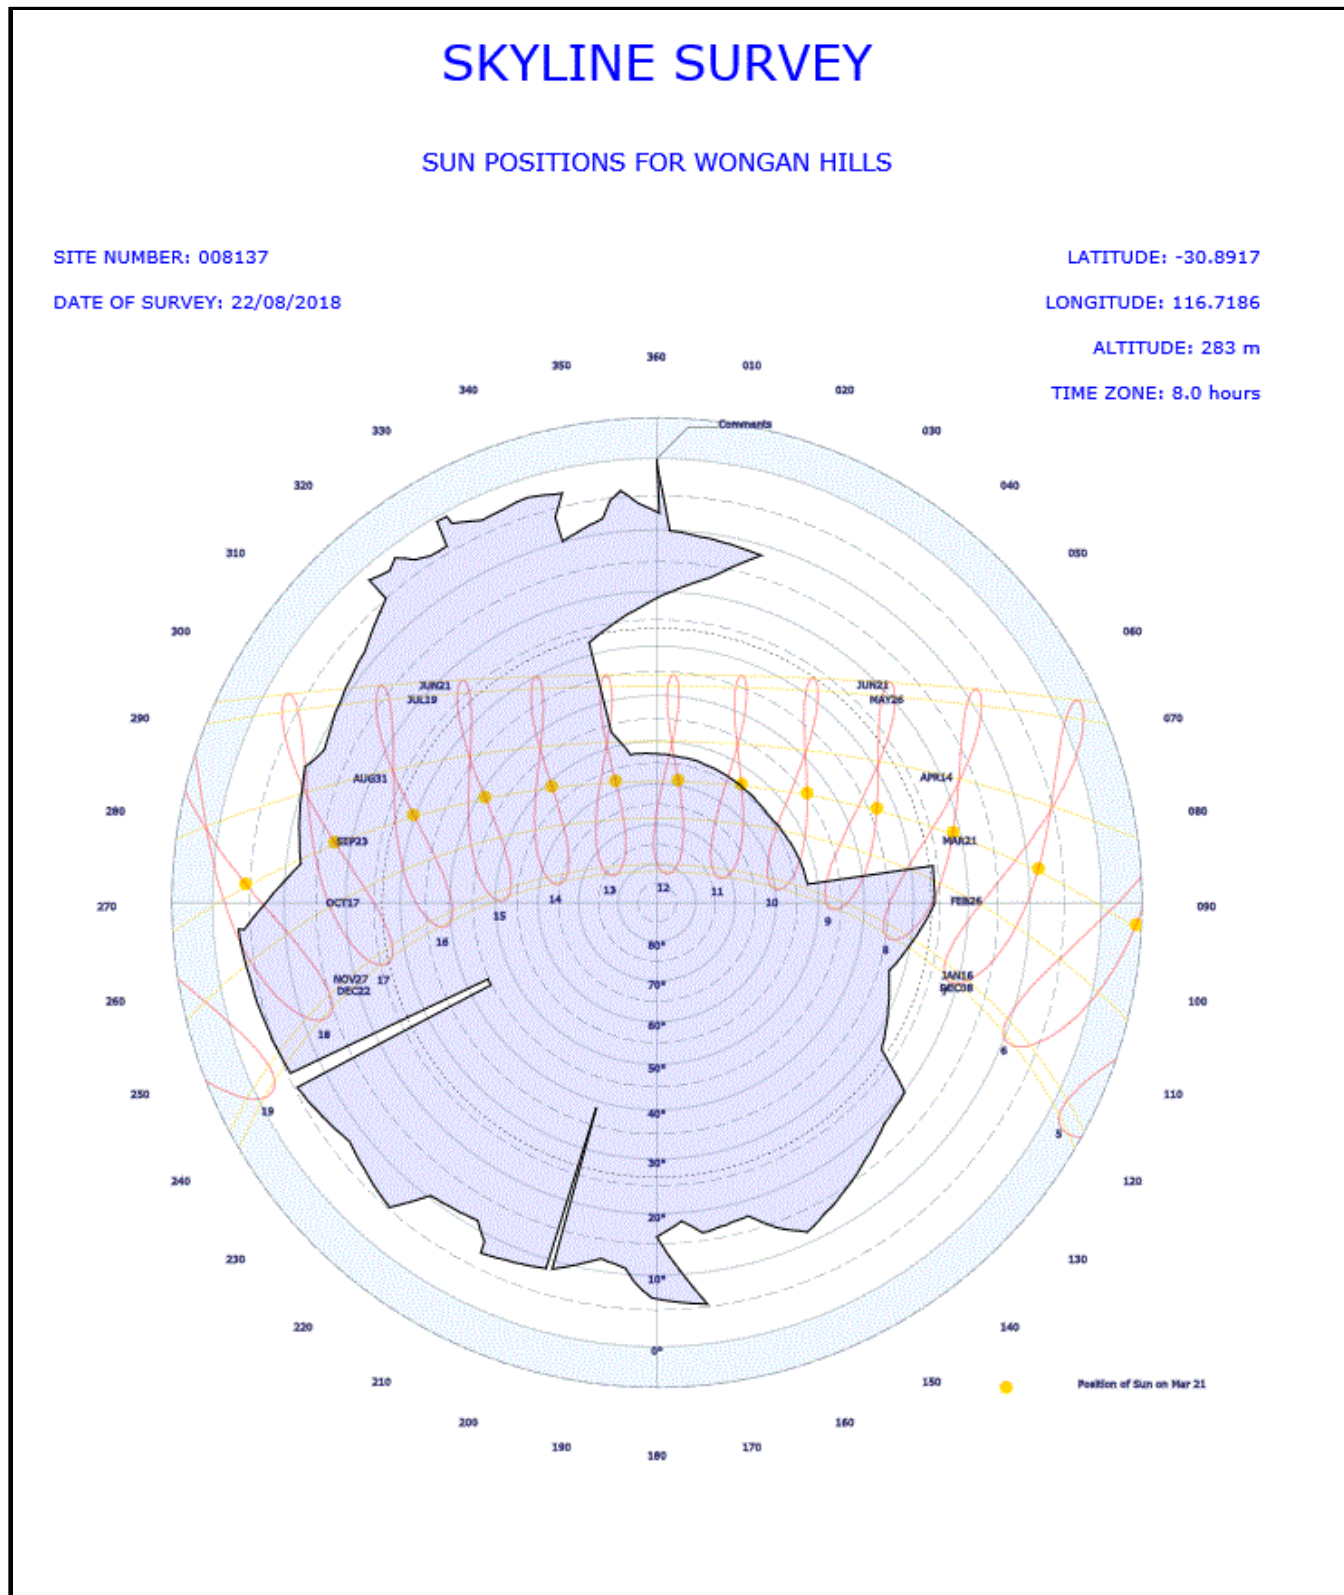 SKYLINE SURVEY
SUN POSITIONS FOR WONGAN HILLS
SITE NUMBER: 008137
LATITUDE: -30.8917
DATE OF SURVEY: 22/08/2018
LONGITUDE: 116.7186
ALTITUDE: 283 m
TIME ZONE: 8.0 hours
360
350
010
340
020
330
030
Comments
320
040
310
050
300
060
JUN21
JUN21
JUL19
MAY26
290
070
AUG31
APR14
280
080
SEP23
MAR21
12
13
11
14
10
270
OCT17
FEB26
090
15
9
16
8
80°
NOV27
17
JAN16
DEC22
DEC08
70°
260
100
60°
18
6
50°
250
110
19
40°
5
30°
240
120
20°
230
130
10°
220
140
0°
210
150
Position of Sun on Mar 21
200
160
190
170
180